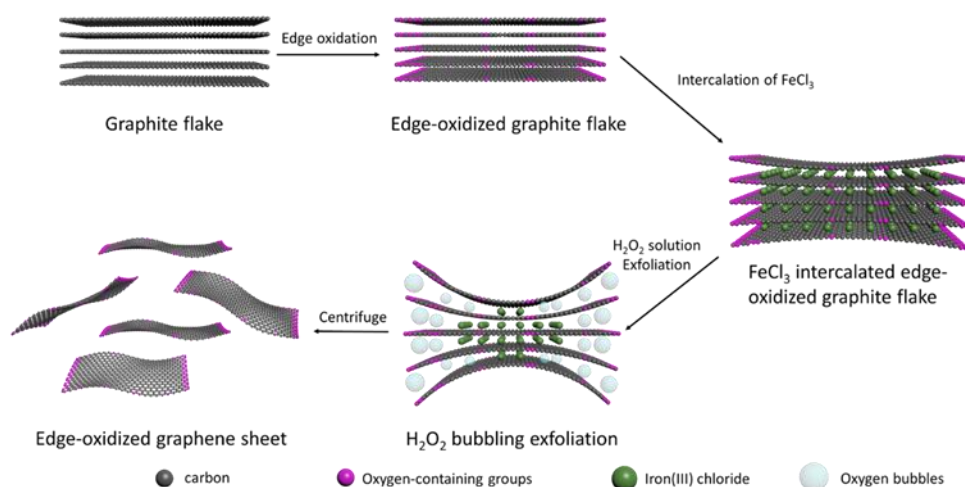 Edge oxidation
Graphite flake
Edge-oxidized graphite flake
Intercalation of FeCl₃
FeCl₃ intercalated edge-
oxidized graphite flake
H₂O₂ solution
Exfoliation
H₂O₂ bubbling exfoliation
Centrifuge
Edge-oxidized graphene sheet
carbon
Oxygen-containing groups
Iron(III) chloride
Oxygen bubbles